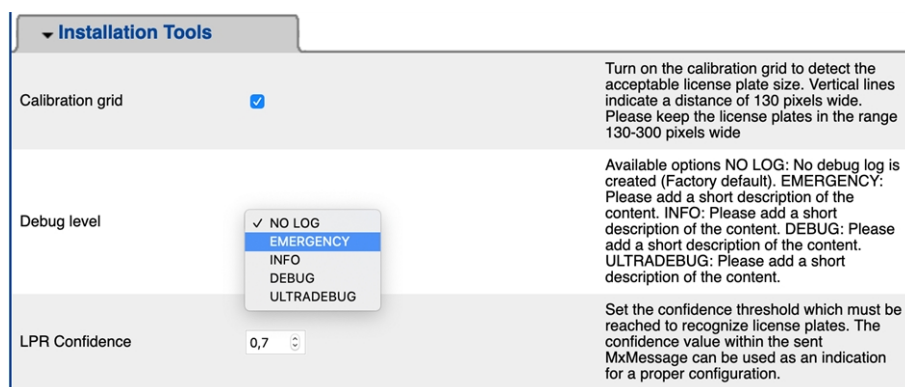 Installation Tools
Calibration grid
Turn on the calibration grid to detect the
acceptable license plate size. Vertical lines
indicate a distance of 130 pixels wide.
Please keep the license plates in the range
130-300 pixels wide
Debug level
NO LOG
EMERGENCY
INFO
DEBUG
ULTRADEBUG
Available options NO LOG: No debug log is
created (Factory default). EMERGENCY:
Please add a short description of the
content. INFO: Please add a short
description of the content. DEBUG: Please
add a short description of the content.
ULTRADEBUG: Please add a short
description of the content.
LPR Confidence
0,7
Set the confidence threshold which must be
reached to recognize license plates. The
confidence value within the sent
MxMessage can be used as an indication
for a proper configuration.